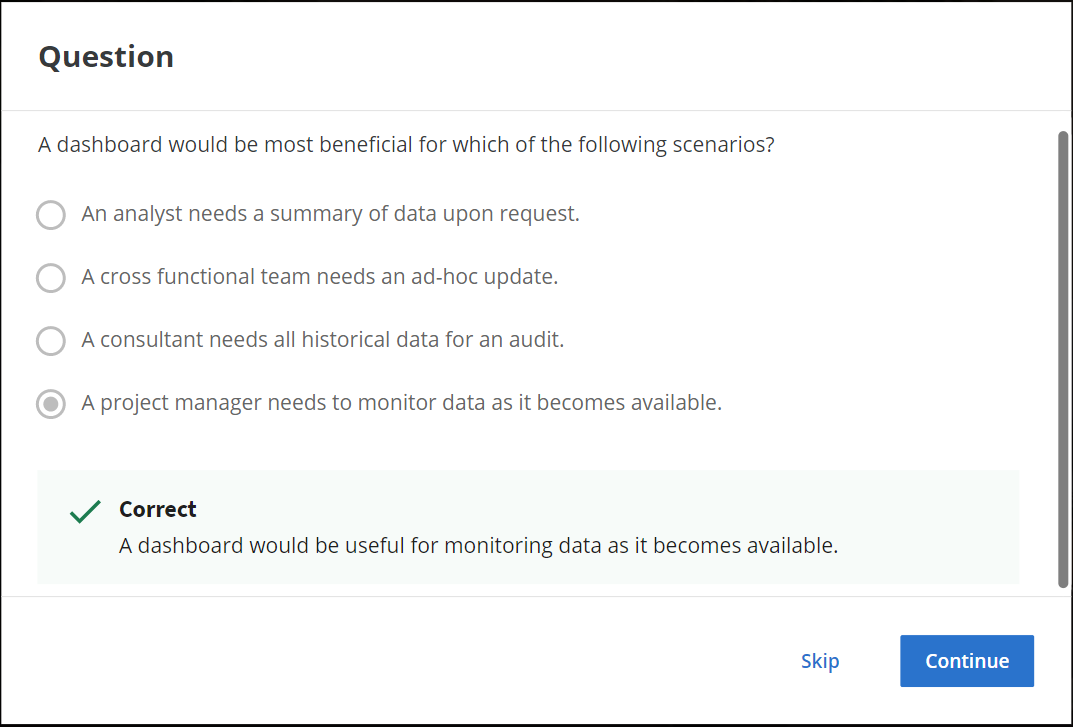 Question
A dashboard would be most beneficial for which of the following scenarios?
An analyst needs a summary of data upon request.
A cross functional team needs an ad-hoc update.
A consultant needs all historical data for an audit.
A project manager needs to monitor data as it becomes available.
Correct
A dashboard would be useful for monitoring data as it becomes available.
Skip
Continue